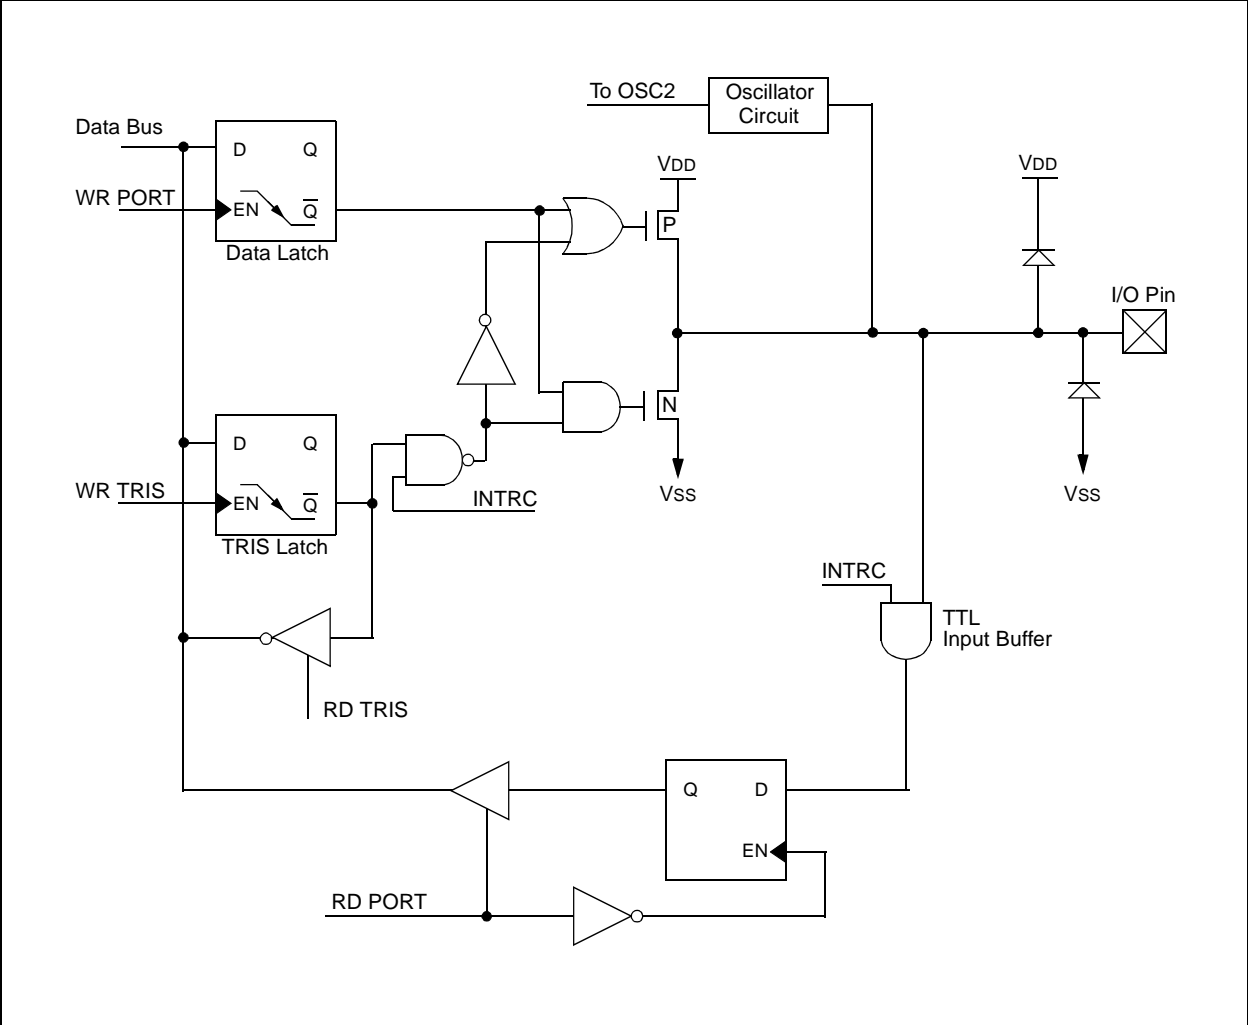 To OSC2
Oscillator
Circuit
Data Bus
D Q
WR PORT
EN Q̅
Data Latch
VDD
P
VDD
I/O Pin
N
VSS
VSS
D Q
WR TRIS
EN Q̅
TRIS Latch
INTRC
INTRC
TTL
Input Buffer
RD TRIS
Q D
EN
RD PORT